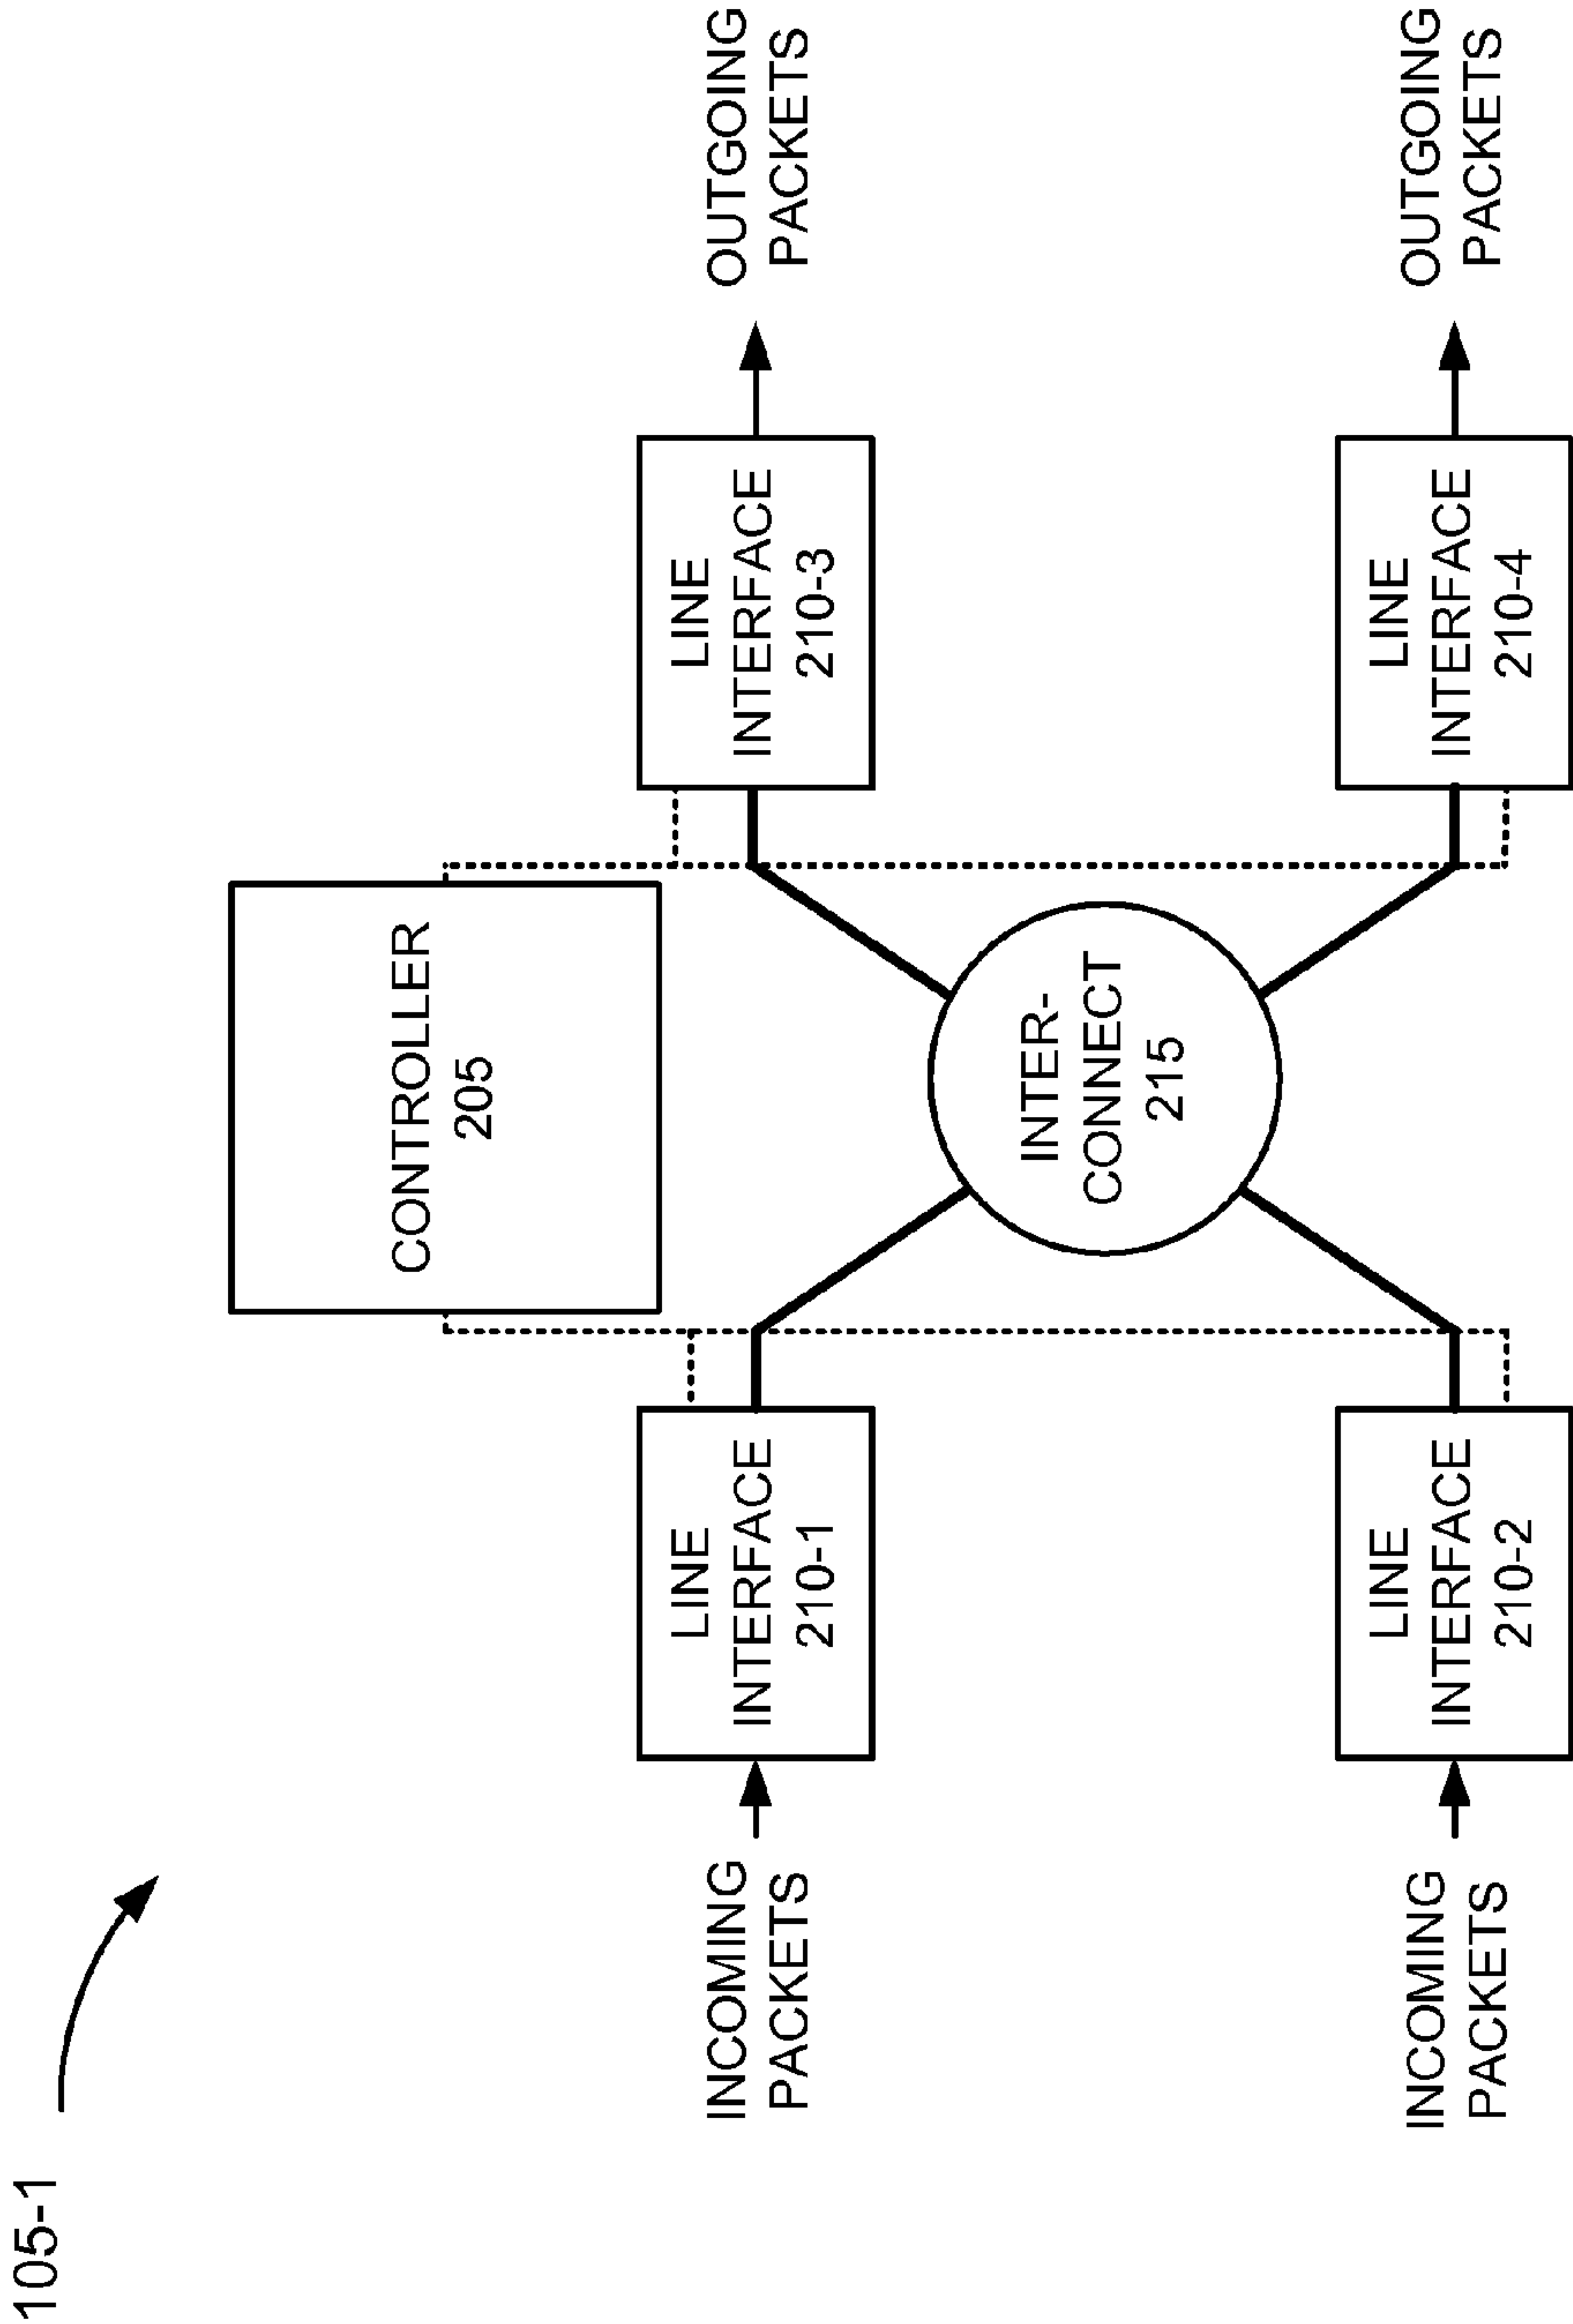 105-1
CONTROLLER
205
INCOMING
PACKETS
LINE
INTERFACE
210-1
LINE
INTERFACE
210-3
OUTGOING
PACKETS
INTER-
CONNECT
215
INCOMING
PACKETS
LINE
INTERFACE
210-2
LINE
INTERFACE
210-4
OUTGOING
PACKETS